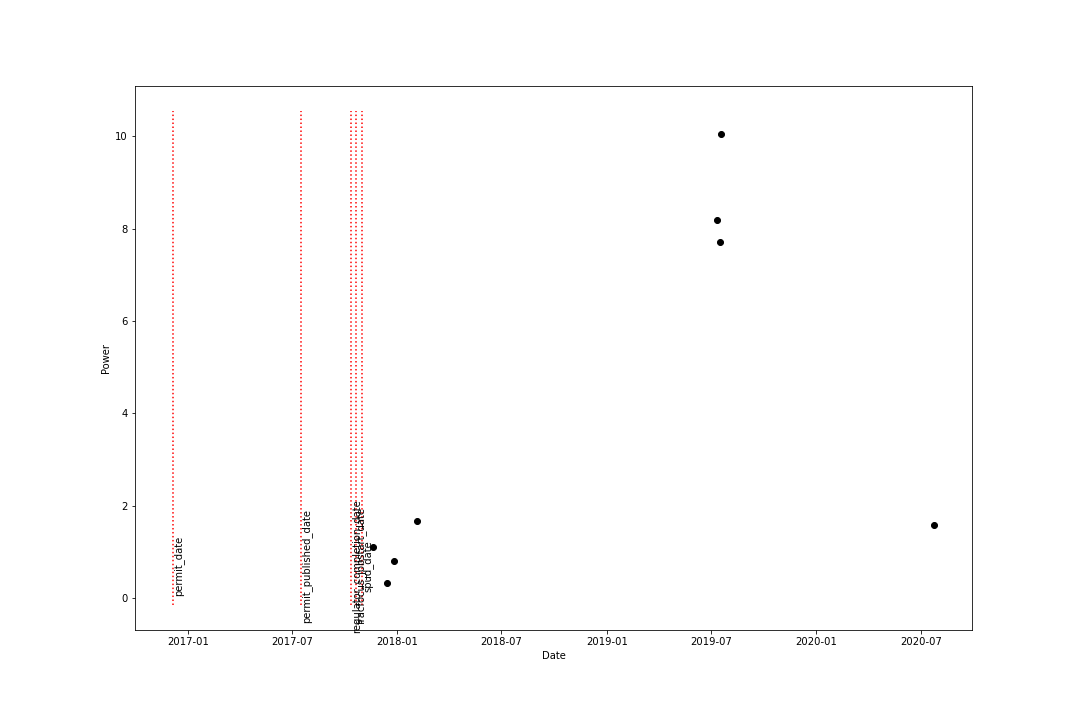 10
8
6
4
2
0
Power
permit_date
permit_published_date
regulator_completion_date
spud_date
2017-01
2017-07
2018-01
2018-07
2019-01
2019-07
2020-01
2020-07
Date